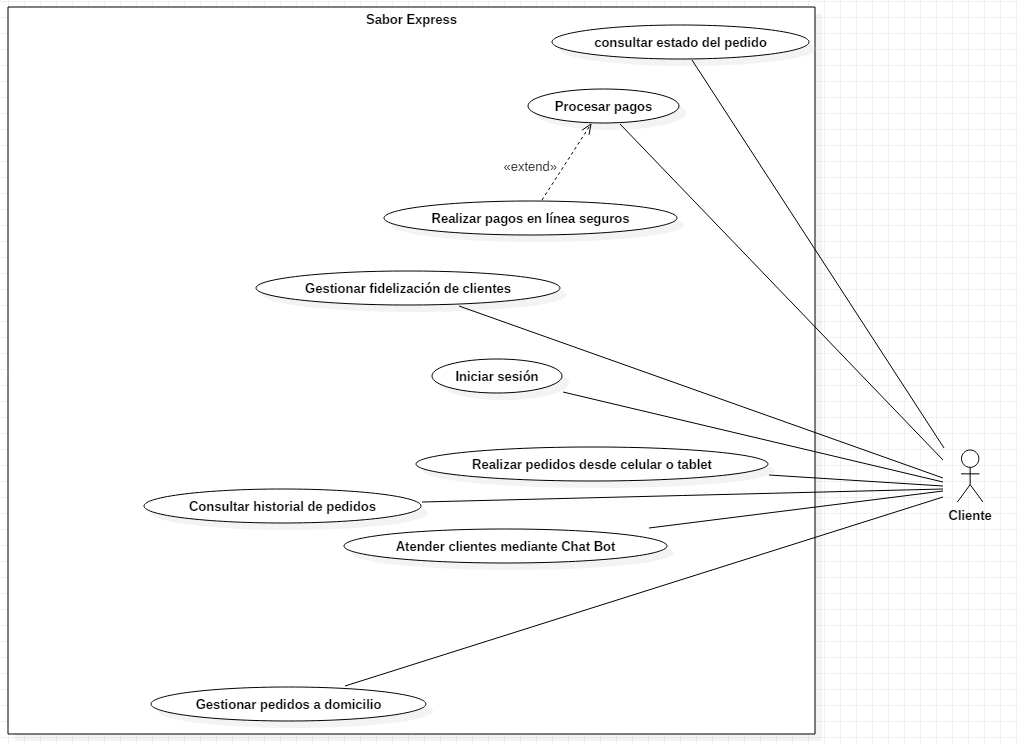 Sabor Express
consultar estado del pedido
Procesar pagos
«extend»
Realizar pagos en línea seguros
Gestionar fidelización de clientes
Iniciar sesión
Realizar pedidos desde celular o tablet
Consultar historial de pedidos
Cliente
Atender clientes mediante Chat Bot
Gestionar pedidos a domicilio